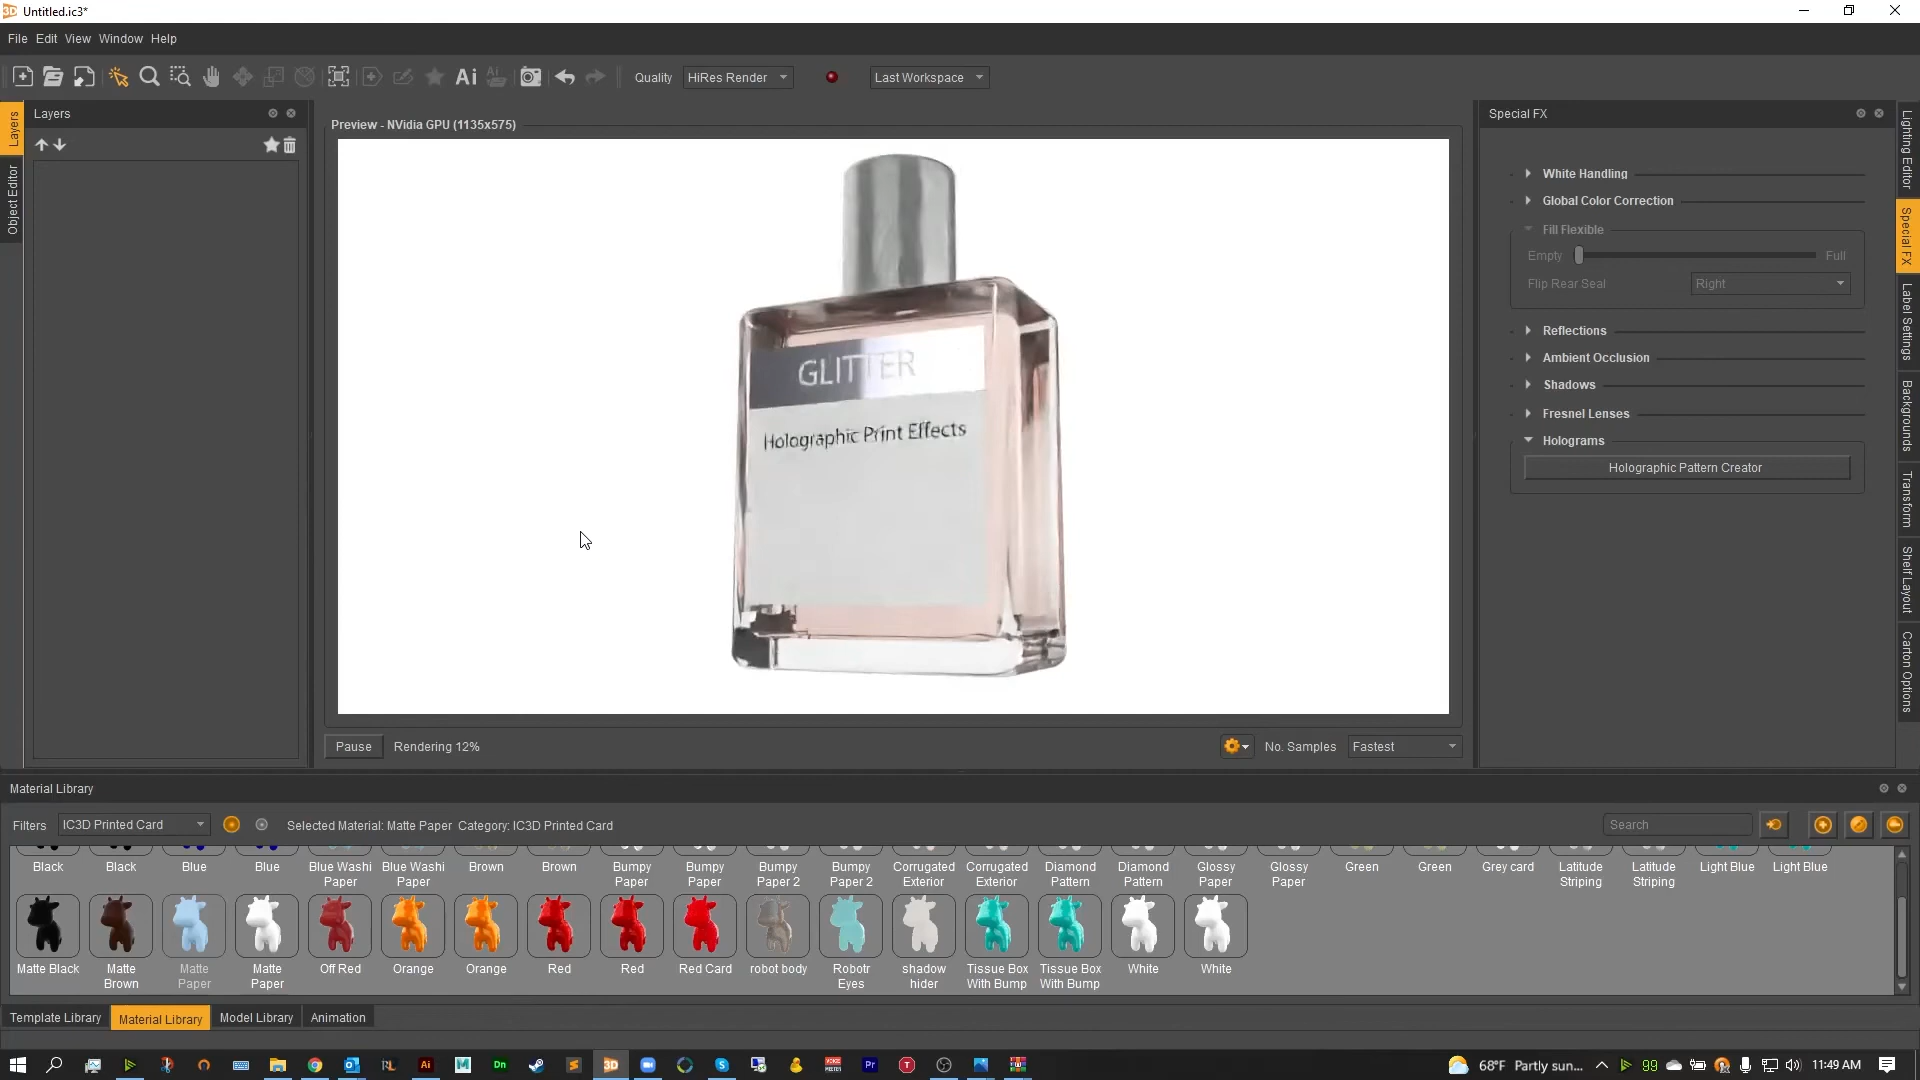 Untitled.ic3*
File Edit View Window Help
Ai Ai Quality HiRes Render Last Workspace
Layers
Preview - NVidia GPU (1135x575)
Special FX
Layers
Object Editor
GLITTER
Holographic Print Effects
White Handling
Global Color Correction
Fill Flexible
Empty Full
Flip Rear Seal Right
Reflections
Ambient Occlusion
Shadows
Fresnel Lenses
Holograms
Holographic Pattern Creator
Lighting Editor
Special FX
Label Settings
Backgrounds
Transform
Shelf Layout
Carton Options
Pause Rendering 12% No. Samples Fastest
Material Library
Filters IC3D Printed Card Selected Material: Matte Paper Category: IC3D Printed Card Search
Black Black Blue Blue Blue Washi Blue Washi Brown Brown Bumpy Bumpy Bumpy Bumpy Corrugated Corrugated Diamond Diamond Glossy Glossy Green Green Grey card Latitude Latitude Light Blue Light Blue
Paper Paper Paper Paper Paper 2 Paper 2 Exterior Exterior Pattern Pattern Paper Paper Striping Striping
Matte Black Matte Matte Matte Off Red Orange Orange Red Red Red Card robot body Robotr shadow Tissue Box Tissue Box White White
Brown Paper Paper Eyes hider With Bump With Bump
Template Library Material Library Model Library Animation
Ai M Dn 3D Pr T 68°F Partly sun... 99 11:49 AM